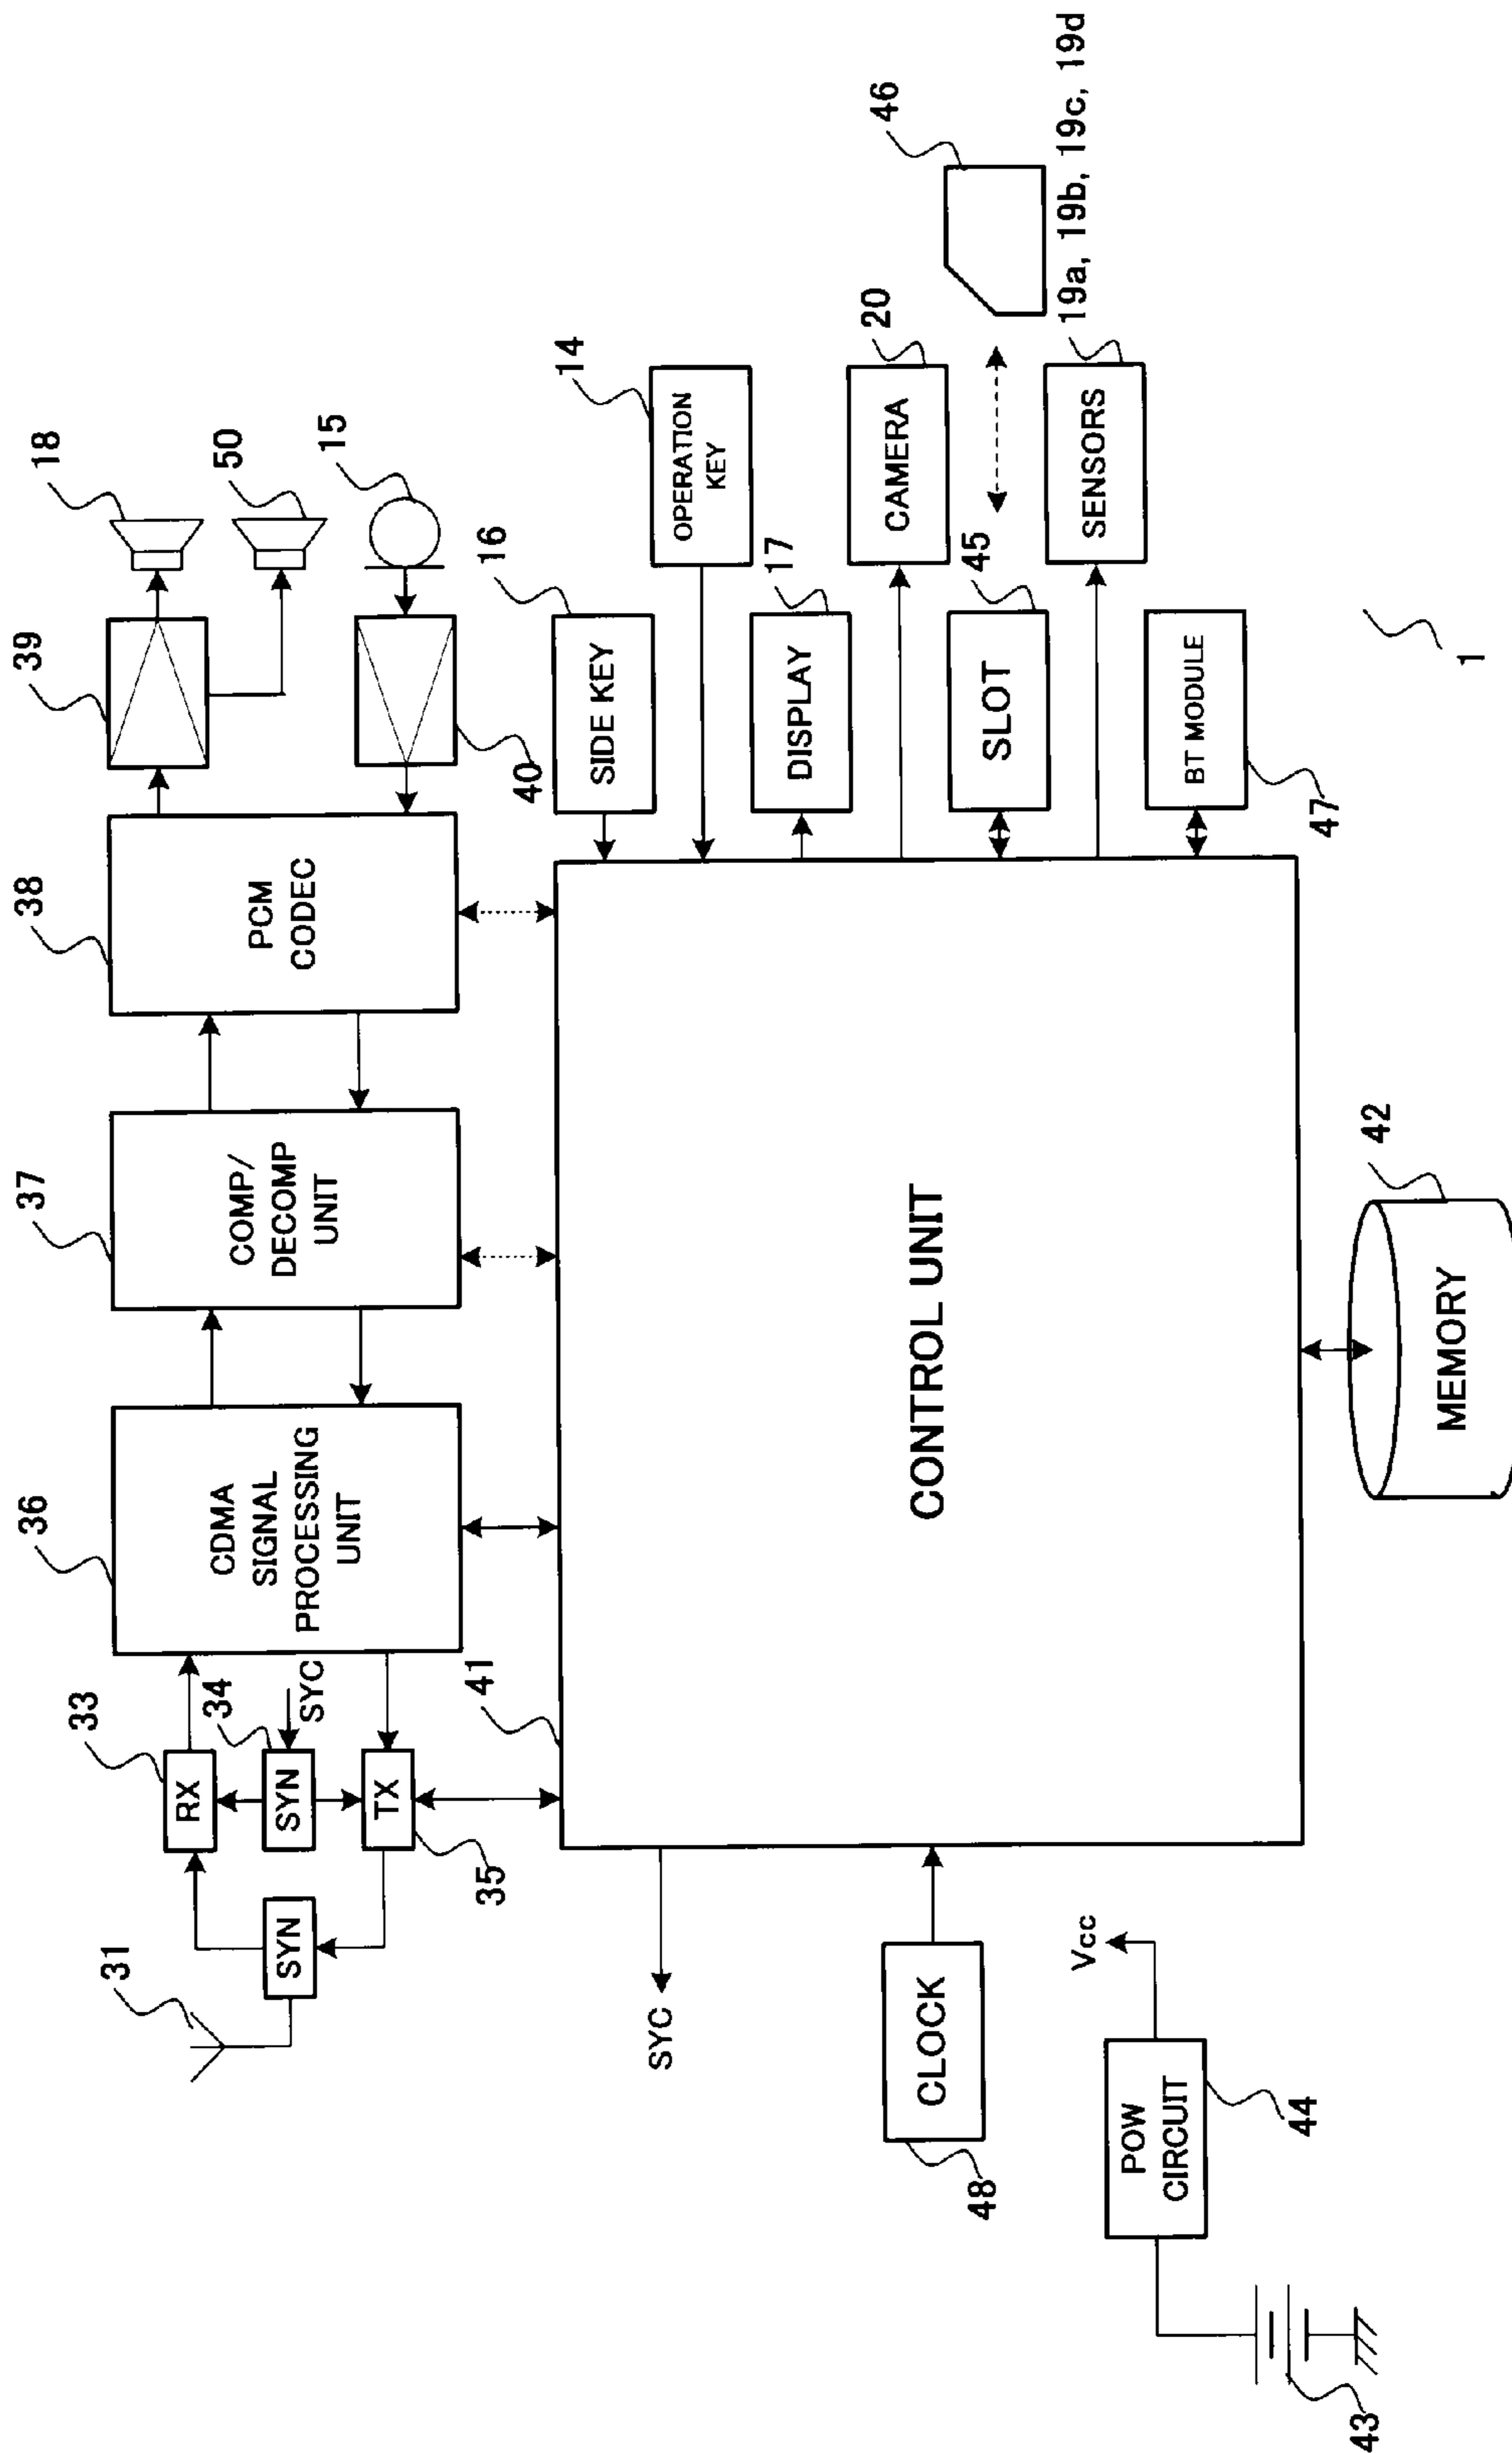 31
SYN
33
RX
34
SYN
SYC
TX
35
36
CDMA
SIGNAL
PROCESSING
UNIT
37
COMP/
DECOMP
UNIT
38
PCM
CODEC
39
18
50
15
40
41
CONTROL UNIT
SYC
CLOCK
48
16
SIDE KEY
14
OPERATION
KEY
17
DISPLAY
20
CAMERA
45
SLOT
46
19a, 19b, 19c, 19d
SENSORS
BT MODULE
47
42
MEMORY
Vcc
POW
CIRCUIT
44
43
1